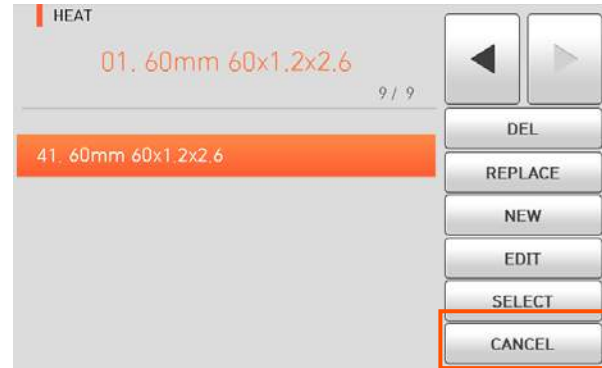 HEAT
01. 60mm 60x1.2x2.6
9/ 9
41. 60mm 60x1.2x2.6
DEL
REPLACE
NEW
EDIT
SELECT
CANCEL